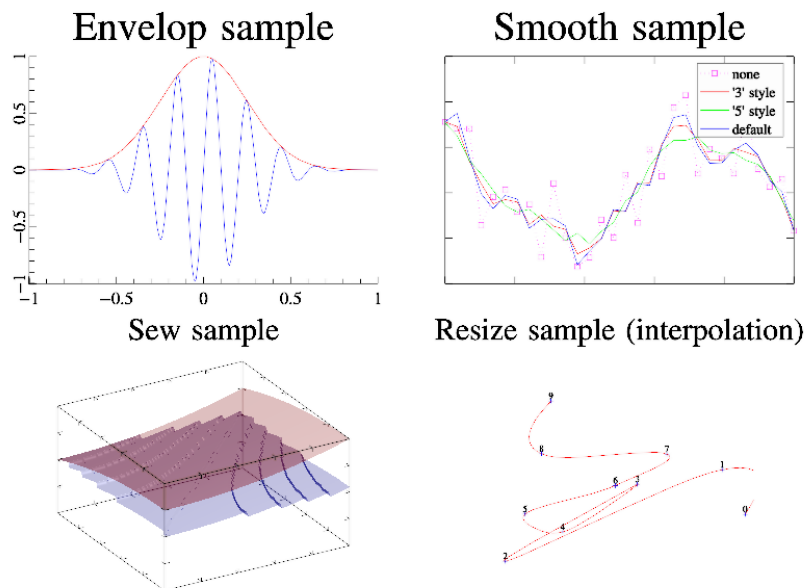 Envelop sample
Smooth sample
1
0.5
0
−0.5
−1
−1
−0.5
0
0.5
1
none
'3' style
'5' style
default
Sew sample
Resize sample (interpolation)
9
8
7
1
6
3
5
4
0
2